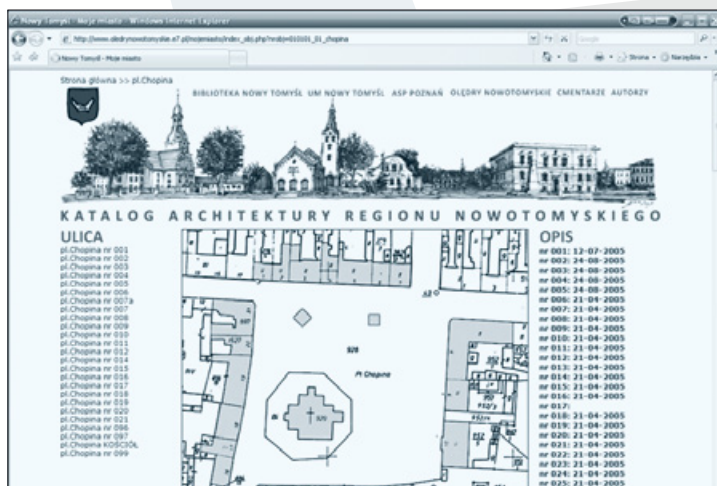 Nowy Tomyśl - Moje miasto - Windows Internet Explorer
Google
Nowy Tomyśl - Moje miasto
Strona
Narzędzia
Strona główna >> pl.Chopina
BIBLIOTEKA NOWY TOMYŚL UM NOWY TOMYŚL ASP POZNAŃ OLĘDRY NOWOTOMYSKIE CMENTARZE AUTORZY
KATALOG ARCHITEKTURY REGIONU NOWOTOMYSKIEGO
ULICA
pl.Chopina nr 001
pl.Chopina nr 002
pl.Chopina nr 003
pl.Chopina nr 004
pl.Chopina nr 005
pl.Chopina nr 006
pl.Chopina nr 007a
pl.Chopina nr 007
pl.Chopina nr 008
pl.Chopina nr 009
pl.Chopina nr 010
pl.Chopina nr 011
pl.Chopina nr 012
pl.Chopina nr 014
pl.Chopina nr 015
pl.Chopina nr 016
pl.Chopina nr 017
pl.Chopina nr 018
pl.Chopina nr 019
pl.Chopina nr 020
pl.Chopina nr 021
pl.Chopina nr 096
pl.Chopina nr 097
pl.Chopina KOŚCIÓŁ
pl.Chopina nr 099
928
Pl Chopina
920
OPIS
nr 001: 12-07-2005
nr 002: 24-08-2005
nr 003: 24-08-2005
nr 004: 24-08-2005
nr 005: 24-08-2005
nr 006: 21-04-2005
nr 007: 21-04-2005
nr 008: 21-04-2005
nr 009: 21-04-2005
nr 010: 21-04-2005
nr 011: 21-04-2005
nr 012: 21-04-2005
nr 013: 21-04-2005
nr 014: 21-04-2005
nr 015: 21-04-2005
nr 016: 21-04-2005
nr 017:
nr 018: 21-04-2005
nr 019: 21-04-2005
nr 020: 21-04-2005
nr 021: 21-04-2005
nr 022: 21-04-2005
nr 023: 21-04-2005
nr 024: 21-04-2005
nr 025: 21-04-2005